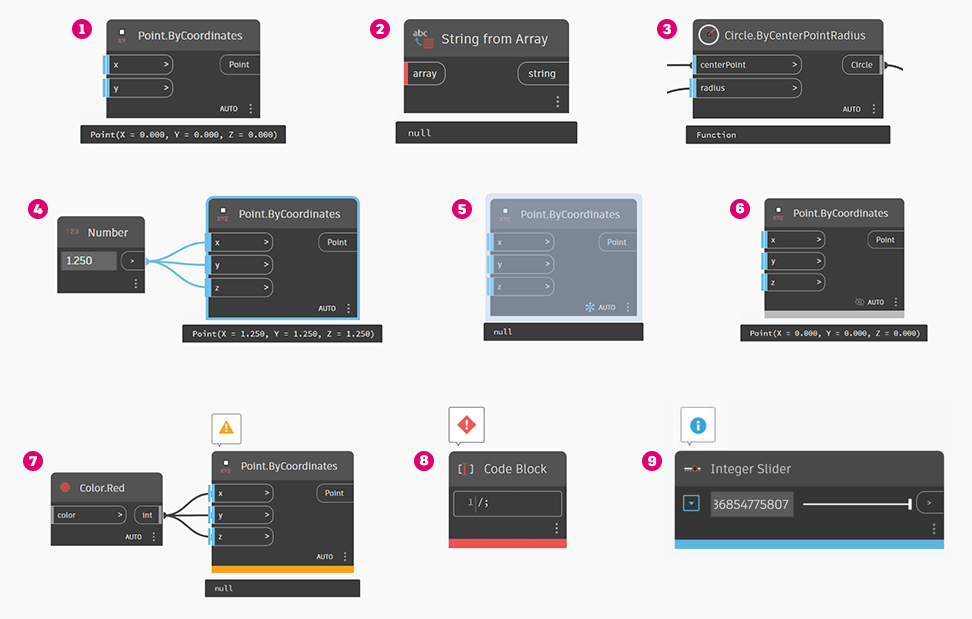 1
XY
Point.ByCoordinates
x >
Point
y >
AUTO
Point(X = 0.000, Y = 0.000, Z = 0.000)
2
abc
String from Array
array
string
null
3
Circle.ByCenterPointRadius
centerPoint >
Circle
radius >
AUTO
Function
4
123 Number
1.250 >
XYZ
Point.ByCoordinates
x >
Point
y >
z >
AUTO
Point(X = 1.250, Y = 1.250, Z = 1.250)
5
XYZ
Point.ByCoordinates
x >
Point
y >
z >
AUTO
null
6
XYZ
Point.ByCoordinates
x >
Point
y >
z >
AUTO
Point(X = 0.000, Y = 0.000, Z = 0.000)
7
Color.Red
color >
int
AUTO
!
XYZ
Point.ByCoordinates
x >
Point
y >
z >
AUTO
null
8
!
Code Block
1 /;
9
i
Integer Slider
36854775807
>